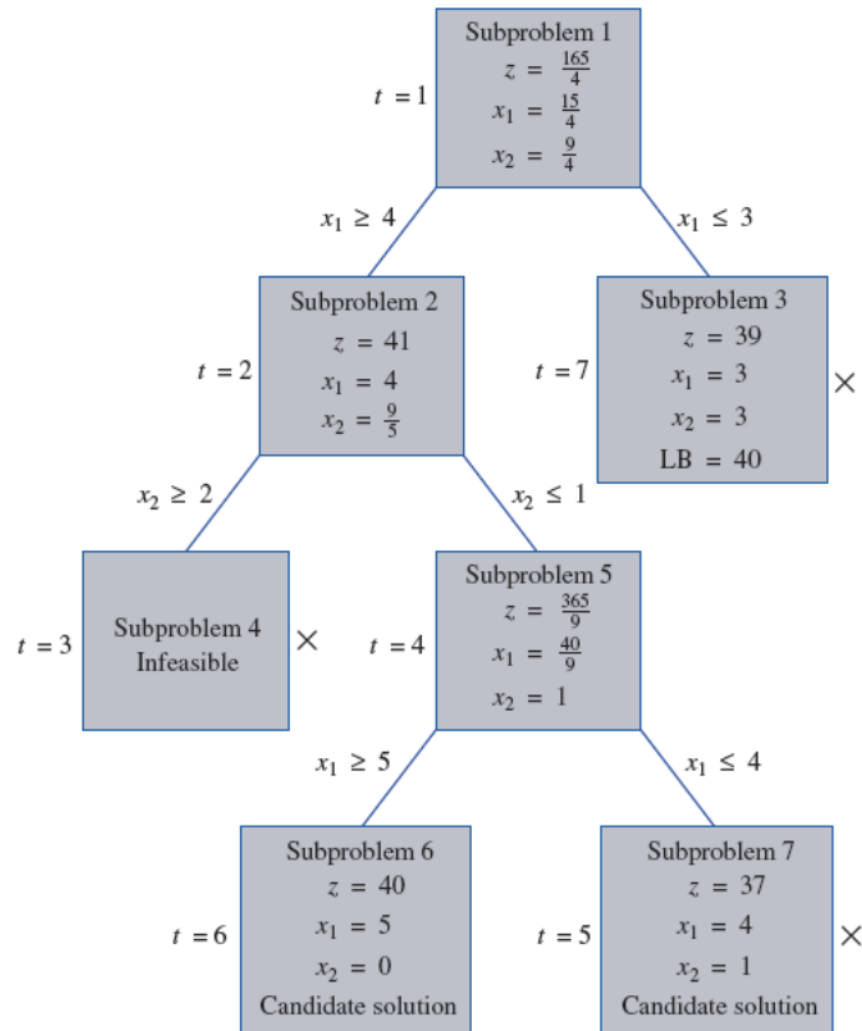 Subproblem 1
t = 1
z = 165/4
x₁ = 15/4
x₂ = 9/4
x₁ ≥ 4
x₁ ≤ 3
Subproblem 2
t = 2
z = 41
x₁ = 4
x₂ = 9/5
Subproblem 3
t = 7
z = 39
x₁ = 3
x₂ = 3
LB = 40
×
x₂ ≥ 2
x₂ ≤ 1
t = 3
Subproblem 4
Infeasible
×
Subproblem 5
t = 4
z = 365/9
x₁ = 40/9
x₂ = 1
x₁ ≥ 5
x₁ ≤ 4
Subproblem 6
t = 6
z = 40
x₁ = 5
x₂ = 0
Candidate solution
Subproblem 7
t = 5
z = 37
x₁ = 4
x₂ = 1
Candidate solution
×